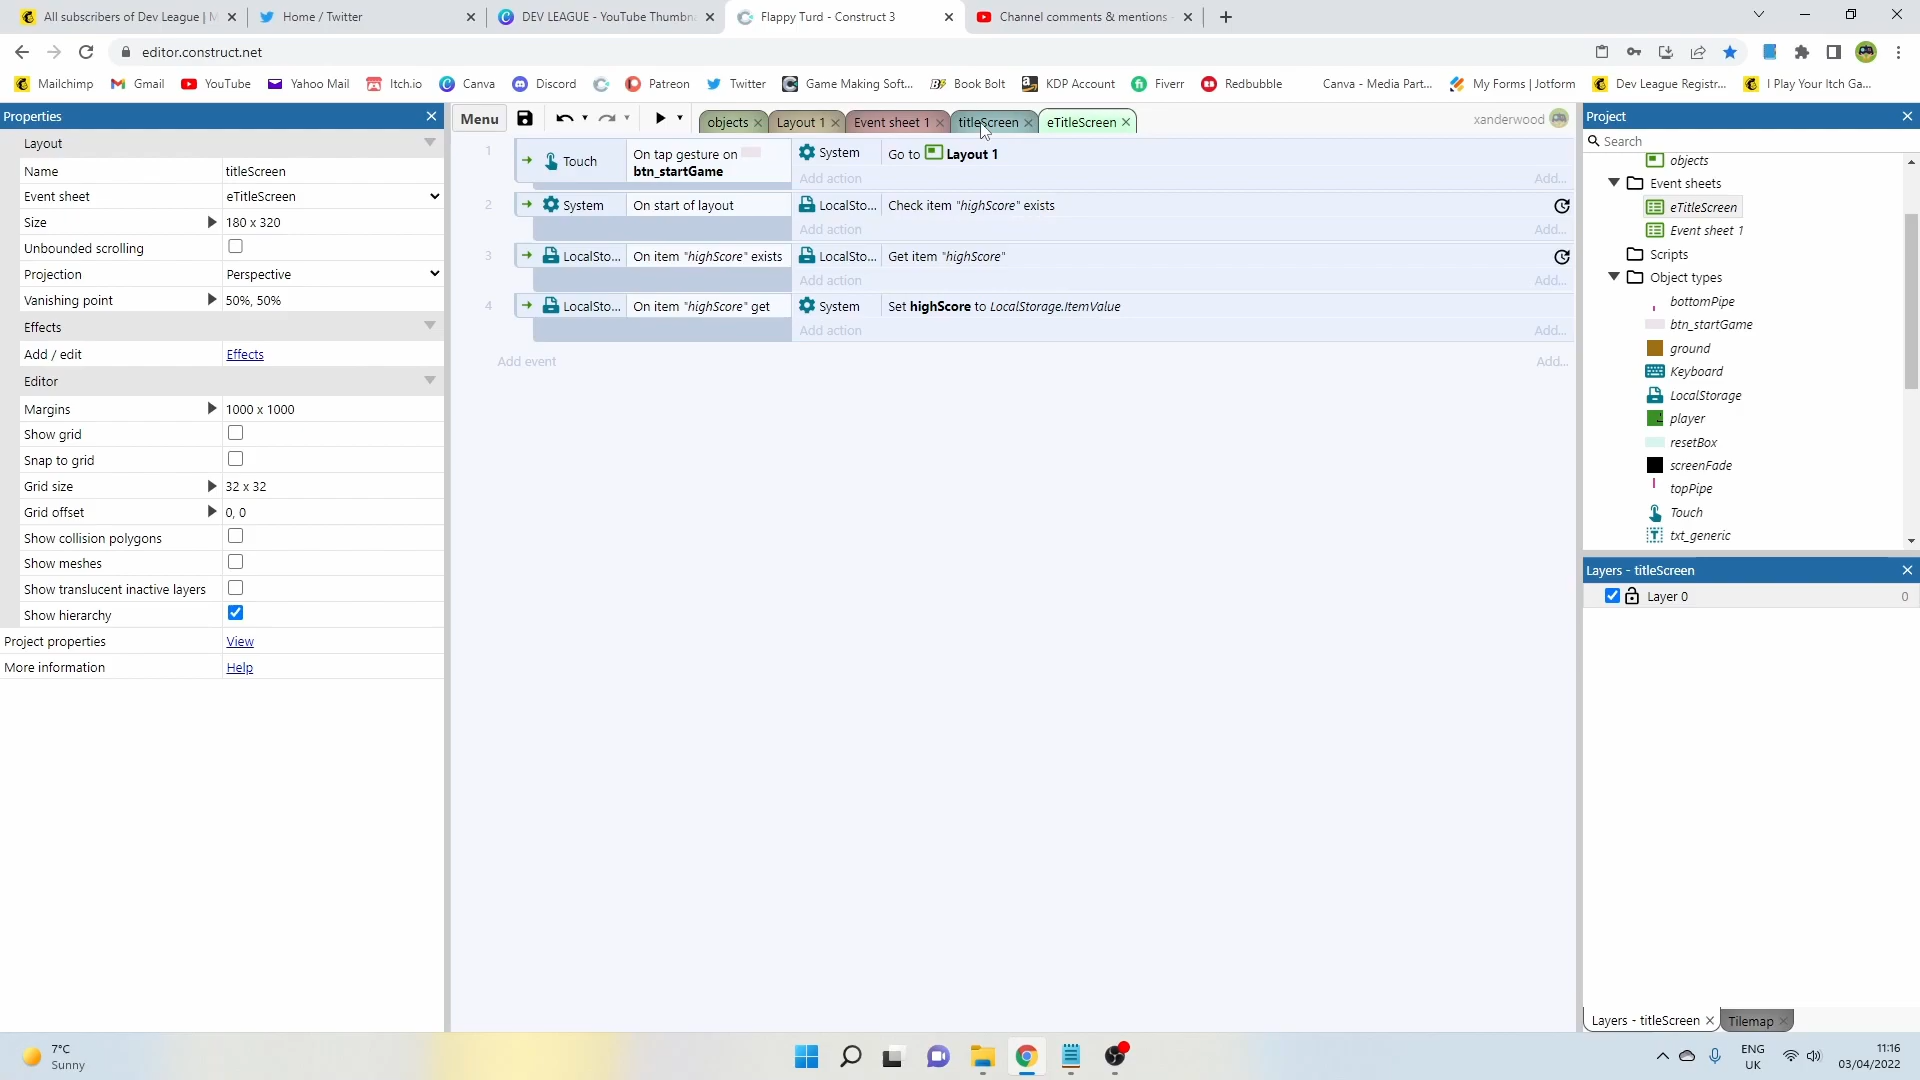 All subscribers of Dev League | M
Home / Twitter
DEV LEAGUE - YouTube Thumbn
Flappy Turd - Construct 3
Channel comments & mentions -
editor.construct.net
Mailchimp
Gmail
YouTube
Yahoo Mail
Itch.io
Canva
Discord
Patreon
Twitter
Game Making Soft...
Book Bolt
KDP Account
Fiverr
Redbubble
Canva - Media Part...
My Forms | Jotform
Dev League Registr...
I Play Your Itch Ga...
Properties
Layout
Name titleScreen
Event sheet eTitleScreen
Size 180 x 320
Unbounded scrolling
Projection Perspective
Vanishing point 50%, 50%
Effects
Add / edit Effects
Editor
Margins 1000 x 1000
Show grid
Snap to grid
Grid size 32 x 32
Grid offset 0, 0
Show collision polygons
Show meshes
Show translucent inactive layers
Show hierarchy
Project properties View
More information Help
Menu
objects
Layout 1
Event sheet 1
titleScreen
eTitleScreen
xanderwood
1 Touch On tap gesture on btn_startGame System Go to Layout 1
Add action Add...
2 System On start of layout LocalSto... Check item "highScore" exists
Add action Add...
3 LocalSto... On item "highScore" exists LocalSto... Get item "highScore"
Add action Add...
4 LocalSto... On item "highScore" get System Set highScore to LocalStorage.ItemValue
Add action Add...
Add event Add...
Project
Search
objects
Event sheets
eTitleScreen
Event sheet 1
Scripts
Object types
bottomPipe
btn_startGame
ground
Keyboard
LocalStorage
player
resetBox
screenFade
topPipe
Touch
txt_generic
Layers - titleScreen
Layer 0 0
Layers - titleScreen
Tilemap
7°C
Sunny
ENG
UK
11:16
03/04/2022